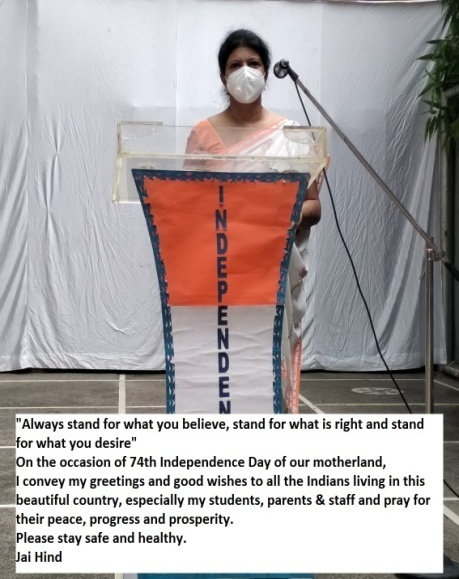 INDEPENDEN
"Always stand for what you believe, stand for what is right and stand
for what you desire"
On the occasion of 74th Independence Day of our motherland,
I convey my greetings and good wishes to all the Indians living in this
beautiful country, especially my students, parents & staff and pray for
their peace, progress and prosperity.
Please stay safe and healthy.
Jai Hind